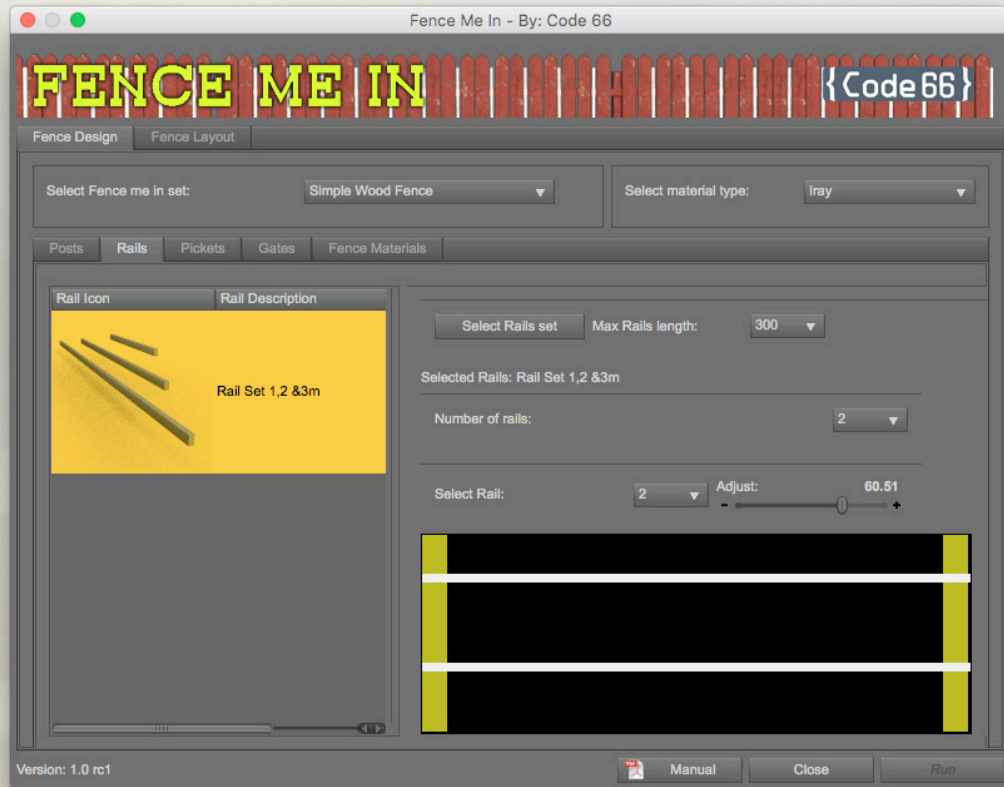 Fence Me In - By: Code 66
FENCE ME IN
{Code 66}
Fence Design Fence Layout
Select Fence me in set: Simple Wood Fence Select material type: Iray
Posts Rails Pickets Gates Fence Materials
Rail Icon Rail Description
Rail Set 1,2 &3m
Select Rails set Max Rails length: 300
Selected Rails: Rail Set 1,2 &3m
Number of rails: 2
Select Rail: 2 Adjust: 60.51
- +
Version: 1.0 rc1 Manual Close Run